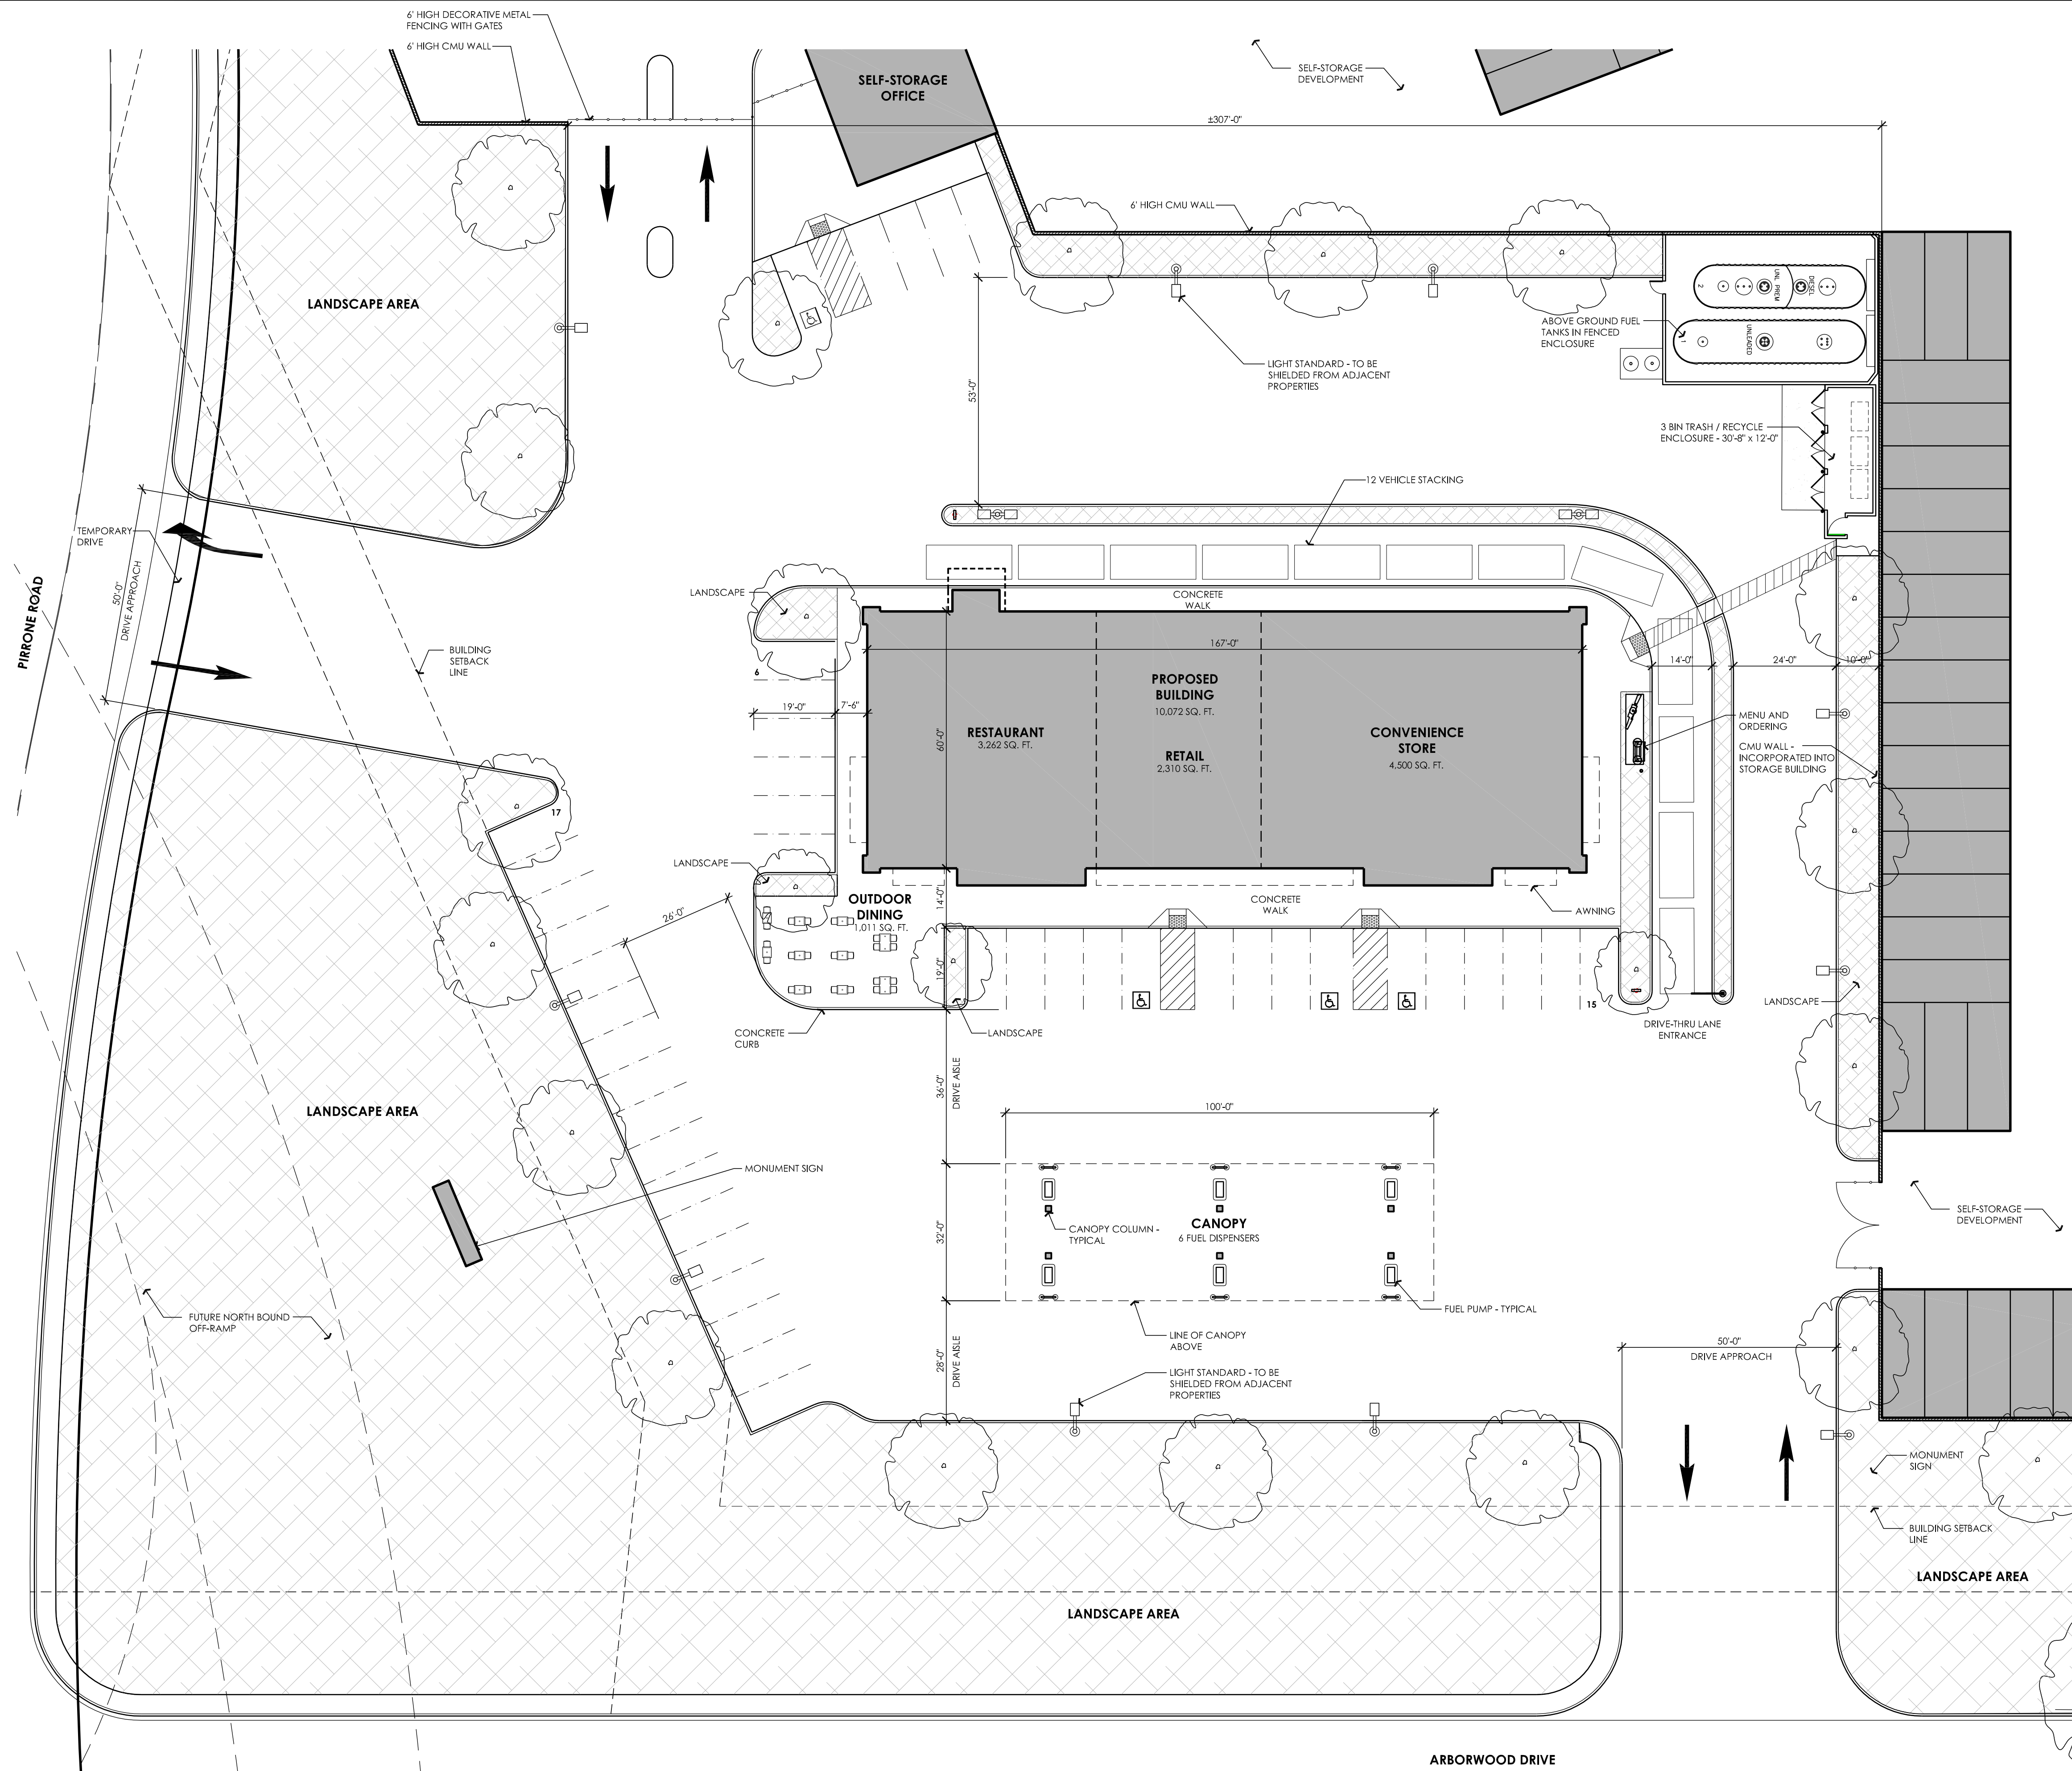 6' HIGH DECORATIVE METAL
FENCING WITH GATES
6' HIGH CMU WALL
SELF-STORAGE
OFFICE
SELF-STORAGE
DEVELOPMENT
±307'-0"
6' HIGH CMU WALL
LANDSCAPE AREA
2
UNL PREM
DIESEL
ABOVE GROUND FUEL
TANKS IN FENCED
ENCLOSURE
1
UNLEADED
LIGHT STANDARD - TO BE
SHIELDED FROM ADJACENT
PROPERTIES
53'-0"
3 BIN TRASH / RECYCLE
ENCLOSURE - 30'-8" x 12'-0"
12 VEHICLE STACKING
TEMPORARY
DRIVE
50'-0"
DRIVE APPROACH
PIRRONE ROAD
LANDSCAPE
CONCRETE
WALK
BUILDING
SETBACK
LINE
6
167'-0"
14'-0"
24'-0"
10'-0"
19'-0"
7'-6"
60'-0"
PROPOSED
BUILDING
10,072 SQ. FT.
RESTAURANT
3,262 SQ. FT.
RETAIL
2,310 SQ. FT.
CONVENIENCE
STORE
4,500 SQ. FT.
MENU AND
ORDERING
CMU WALL -
INCORPORATED INTO
STORAGE BUILDING
17
LANDSCAPE
OUTDOOR
DINING
1,011 SQ. FT.
14'-0"
CONCRETE
WALK
AWNING
26'-0"
19'-0"
15
LANDSCAPE
CONCRETE
CURB
LANDSCAPE
DRIVE-THRU LANE
ENTRANCE
36'-0"
DRIVE AISLE
LANDSCAPE AREA
100'-0"
MONUMENT SIGN
32'-0"
CANOPY COLUMN -
TYPICAL
CANOPY
6 FUEL DISPENSERS
SELF-STORAGE
DEVELOPMENT
FUTURE NORTH BOUND
OFF-RAMP
FUEL PUMP - TYPICAL
LINE OF CANOPY
ABOVE
28'-0"
DRIVE AISLE
50'-0"
DRIVE APPROACH
LIGHT STANDARD - TO BE
SHIELDED FROM ADJACENT
PROPERTIES
MONUMENT
SIGN
BUILDING SETBACK
LINE
LANDSCAPE AREA
LANDSCAPE AREA
ARBORWOOD DRIVE